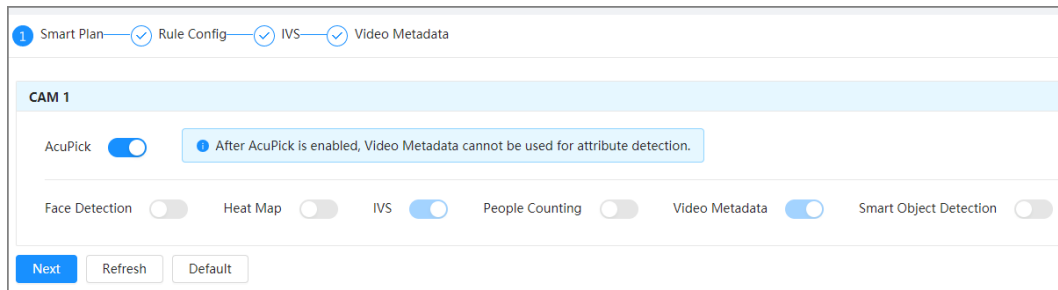 1 Smart Plan Rule Config IVS Video Metadata
CAM 1
AcuPick After AcuPick is enabled, Video Metadata cannot be used for attribute detection.
Face Detection Heat Map IVS People Counting Video Metadata Smart Object Detection
Next Refresh Default